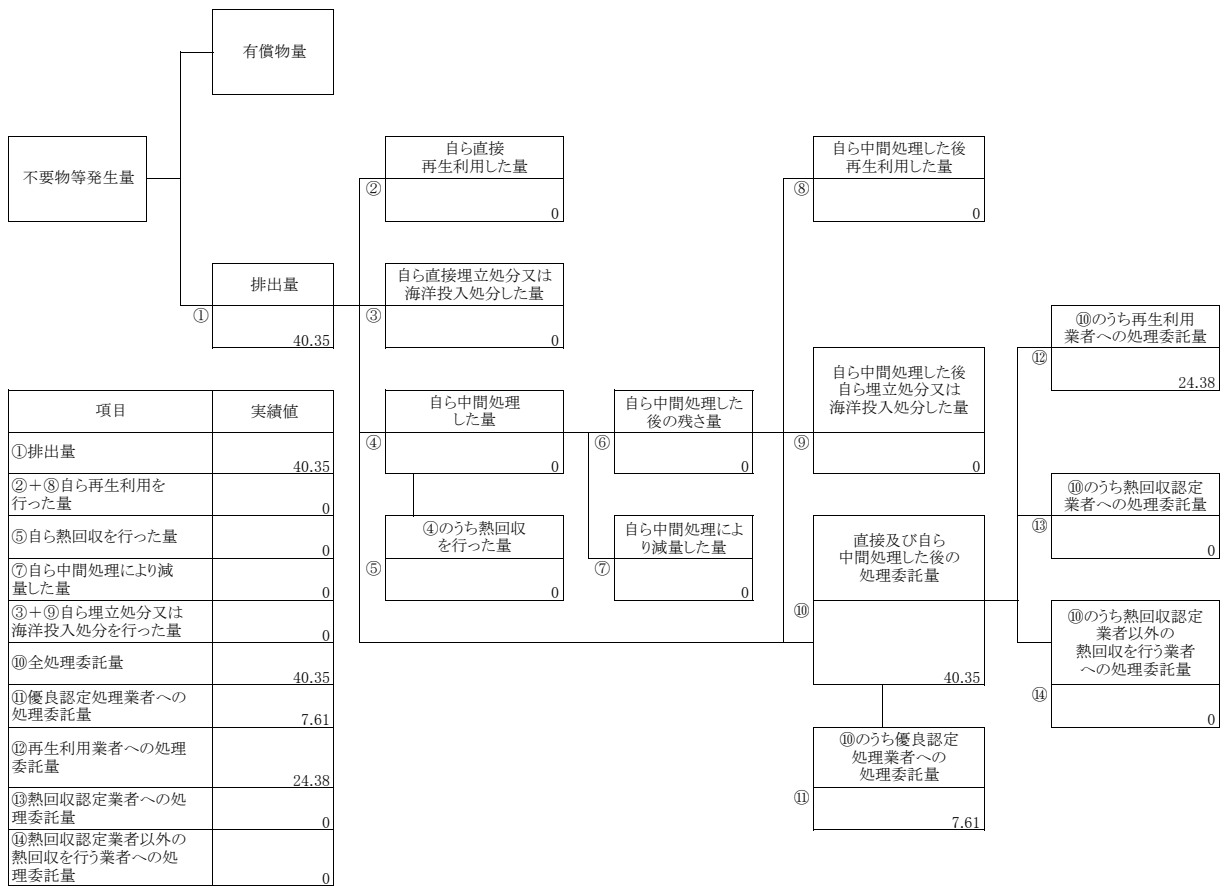 有償物量
不要物等発生量
自ら直接
再生利用した量
②
0
自ら中間処理した後
再生利用した量
⑧
0
排出量
①
40.35
自ら直接埋立処分又は
海洋投入処分した量
③
0
⑩のうち再生利用
業者への処理委託量
⑫
24.38
自ら中間処理
した量
④
0
自ら中間処理した
後の残さ量
⑥
0
自ら中間処理した後
自ら埋立処分又は
海洋投入処分した量
⑨
0
⑩のうち熱回収認定
業者への処理委託量
⑬
0
④のうち熱回収
を行った量
⑤
0
自ら中間処理によ
り減量した量
⑦
0
直接及び自ら
中間処理した後の
処理委託量
⑩
40.35
⑩のうち熱回収認定
業者以外の
熱回収を行う業者
への処理委託量
⑭
0
⑩のうち優良認定
処理業者への
処理委託量
⑪
7.61
項目 実績値
①排出量
40.35
②+⑧自ら再生利用を
行った量
0
⑤自ら熱回収を行った量
0
⑦自ら中間処理により減
量した量
0
③+⑨自ら埋立処分又は
海洋投入処分を行った量
0
⑩全処理委託量
40.35
⑪優良認定処理業者への
処理委託量
7.61
⑫再生利用業者への処理
委託量
24.38
⑬熱回収認定業者への処
理委託量
0
⑭熱回収認定業者以外の
熱回収を行う業者への処
理委託量
0